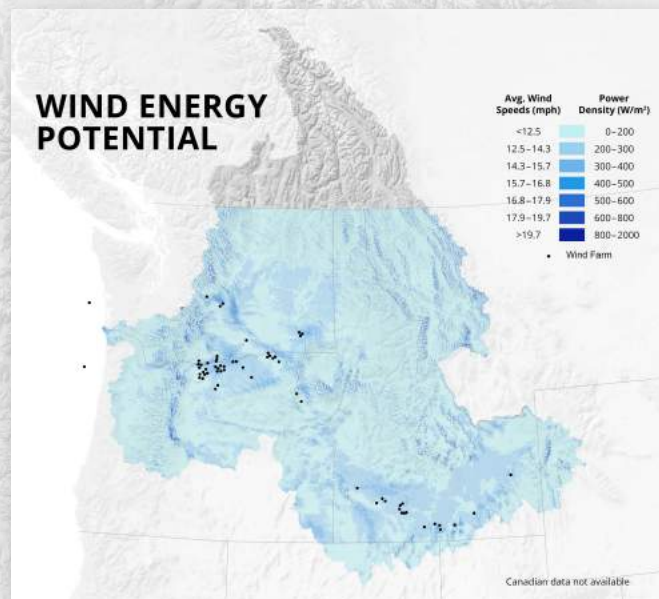 WIND ENERGY
POTENTIAL
Avg. Wind Power
Speeds (mph) Density (W/m²)
<12.5 0–200
12.5–14.3 200–300
14.3–15.7 300–400
15.7–16.8 400–500
16.8–17.9 500–600
17.9–19.7 600–800
>19.7 800–2000
Wind Farm
Canadian data not available